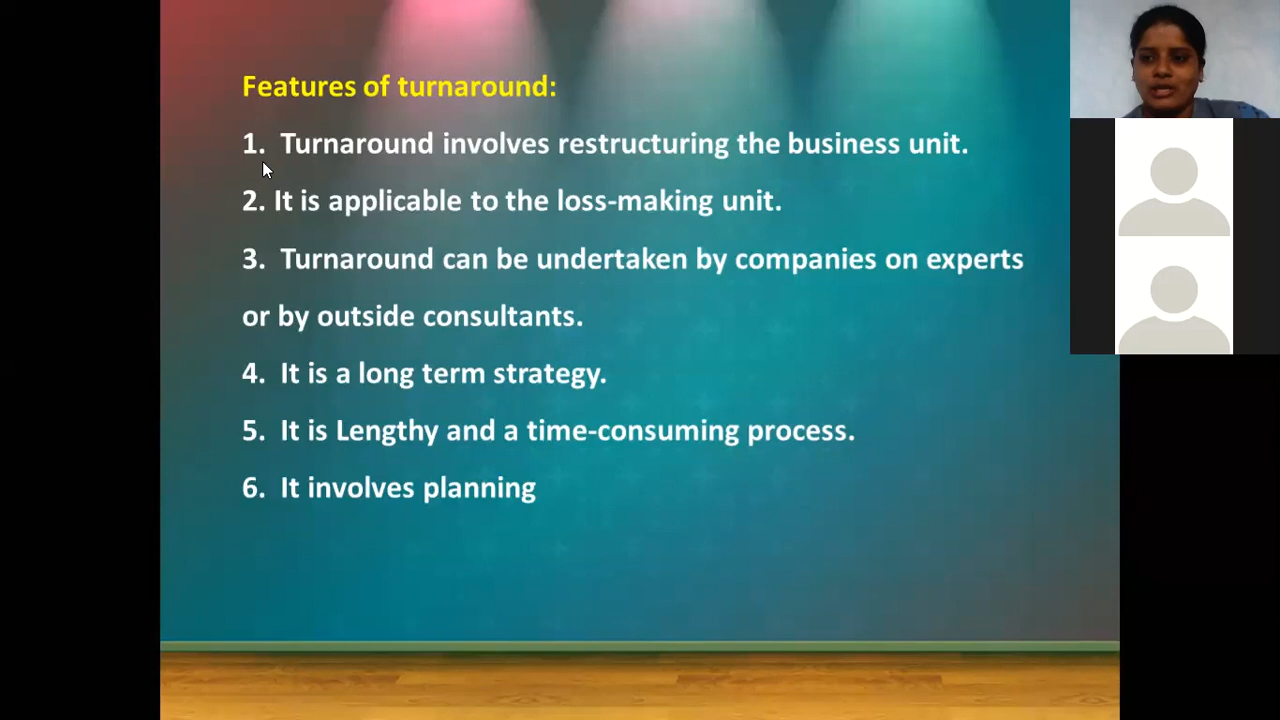 Features of turnaround:
1. Turnaround involves restructuring the business unit.
2. It is applicable to the loss-making unit.
3. Turnaround can be undertaken by companies on experts
or by outside consultants.
4. It is a long term strategy.
5. It is Lengthy and a time-consuming process.
6. It involves planning